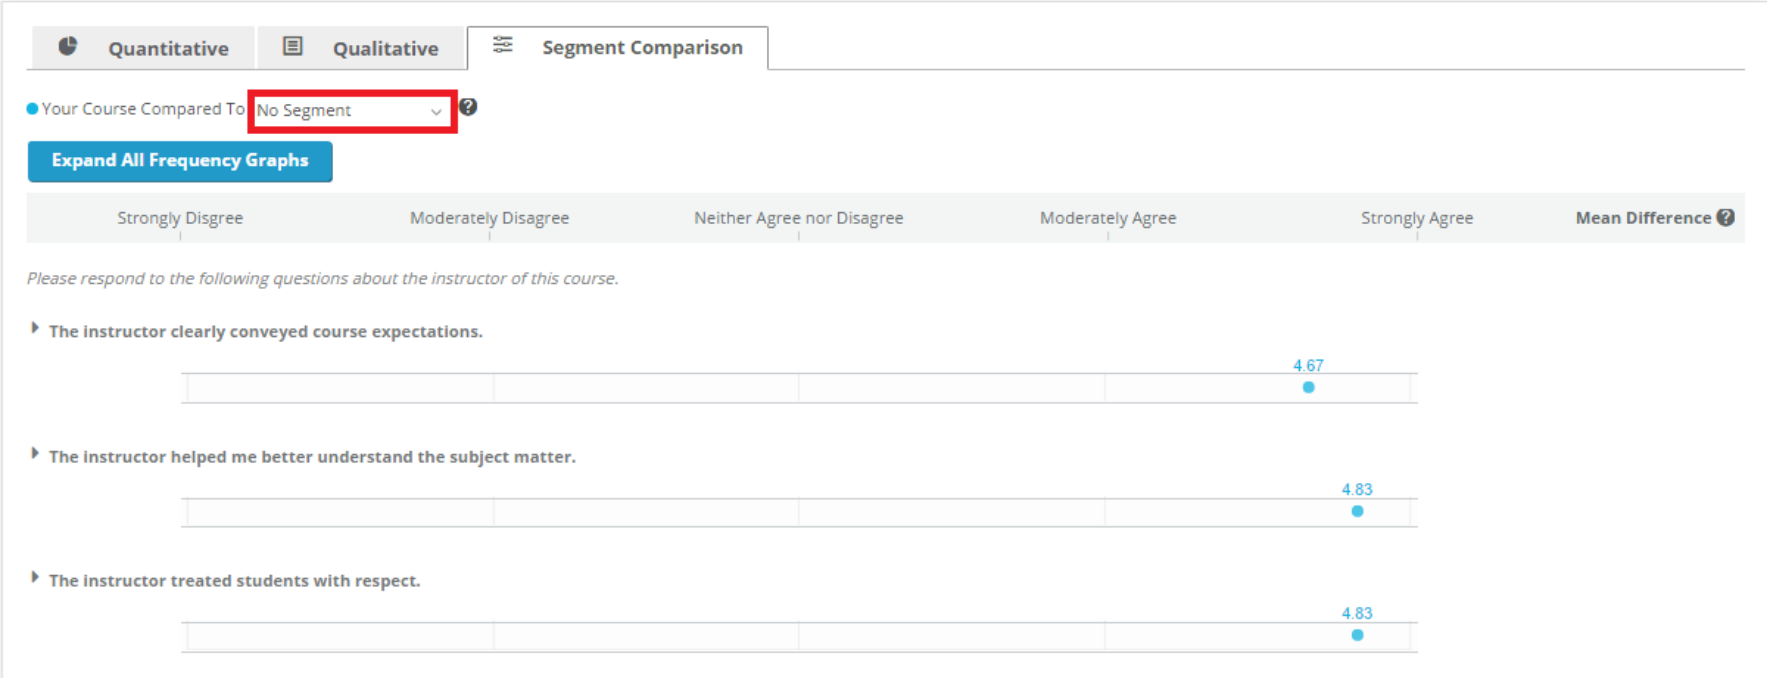 Quantitative Qualitative Segment Comparison
Your Course Compared To No Segment ?
Expand All Frequency Graphs
Strongly Disgree Moderately Disagree Neither Agree nor Disagree Moderately Agree Strongly Agree Mean Difference ?
Please respond to the following questions about the instructor of this course.
The instructor clearly conveyed course expectations.
4.67
The instructor helped me better understand the subject matter.
4.83
The instructor treated students with respect.
4.83